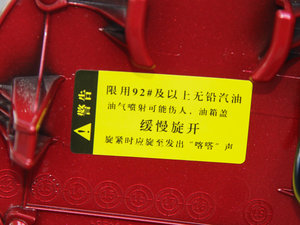 警告
限用92#及以上无铅汽油
油气喷射可能伤人，油箱盖
缓慢旋开
旋紧时应旋至发出“喀嗒”声